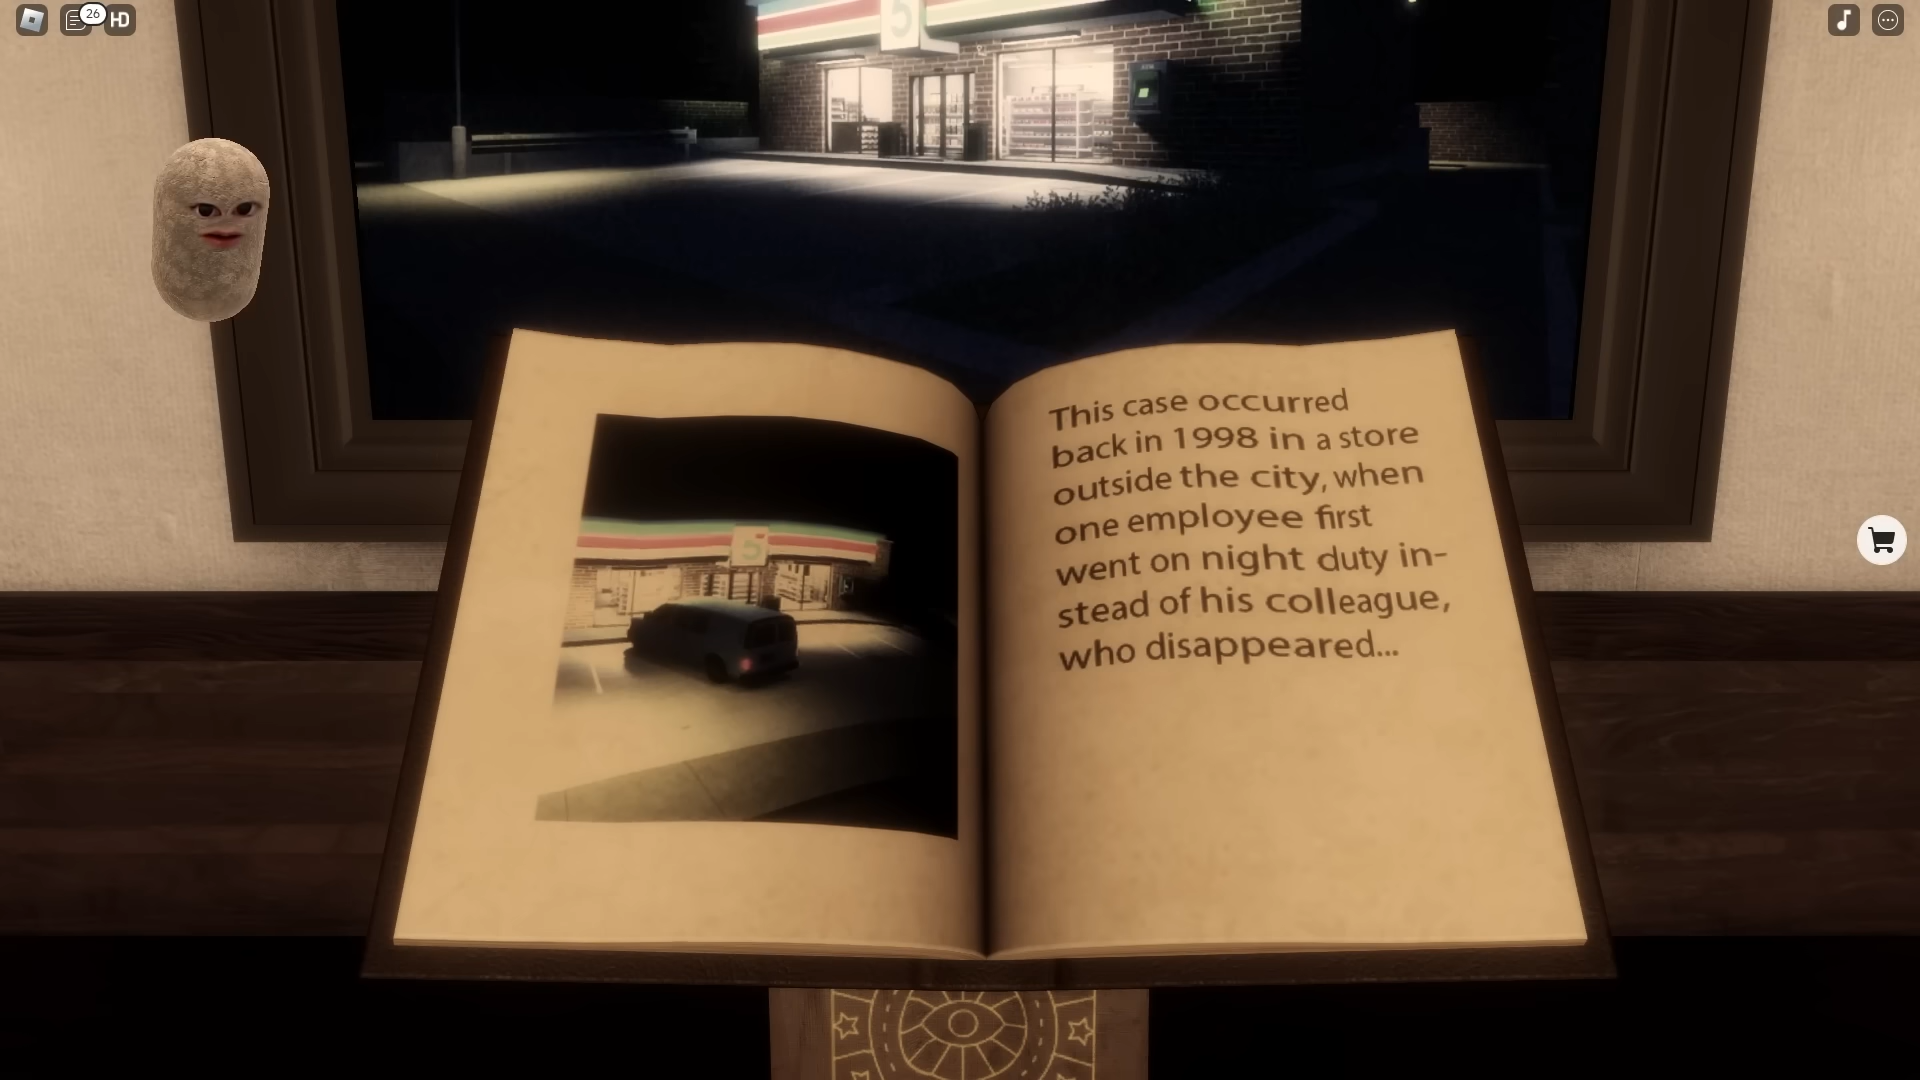 26
HD
5
5
This case occurred
back in 1998 in a store
outside the city, when
one employee first
went on night duty in-
stead of his colleague,
who disappeared...